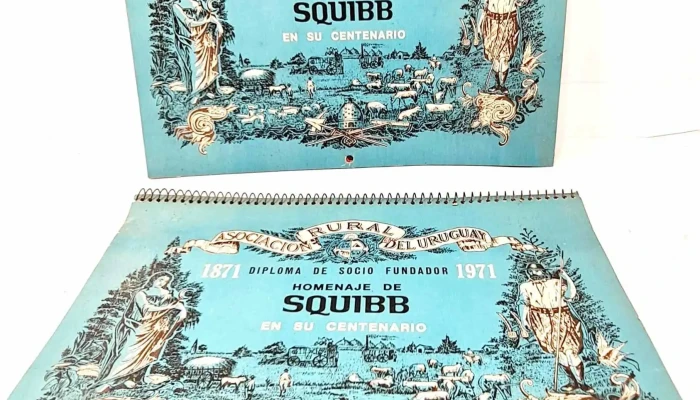 SQUIBB
EN SU CENTENARIO
ASOCIACION RURAL DEL URUGUAY
1871 DIPLOMA DE SOCIO FUNDADOR 1971
HOMENAJE DE
SQUIBB
EN SU CENTENARIO